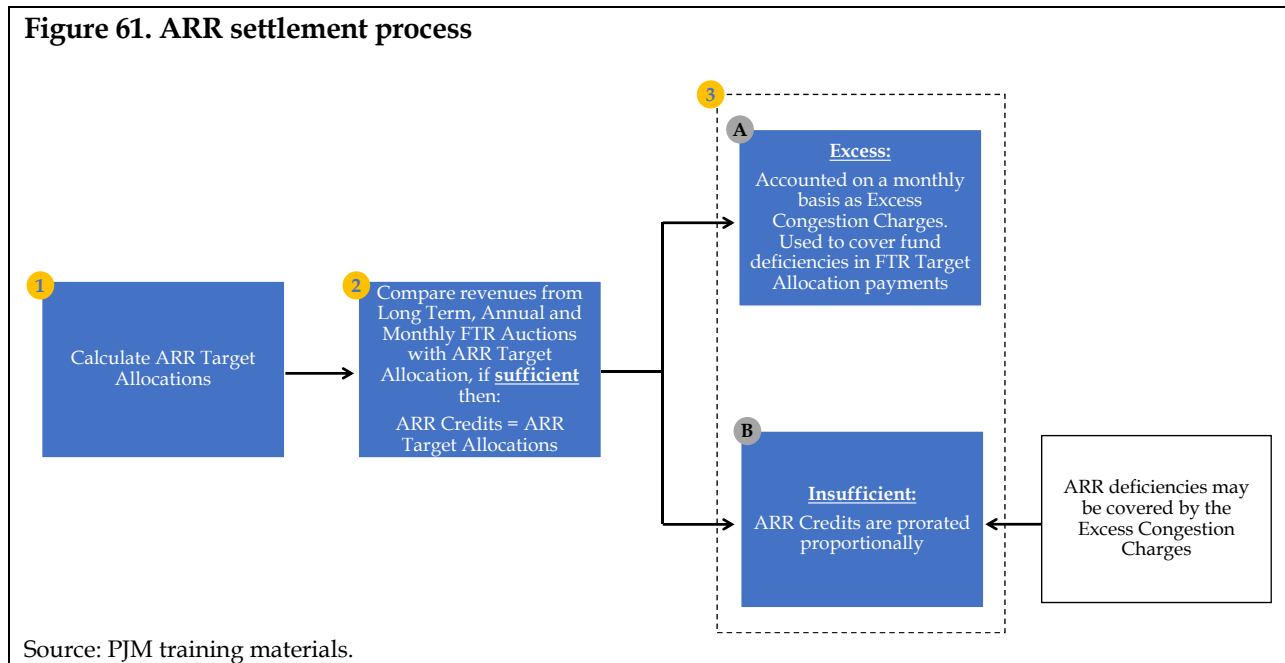 Figure 61. ARR settlement process
1
Calculate ARR Target
Allocations
2
Compare revenues from
Long Term, Annual and
Monthly FTR Auctions
with ARR Target
Allocation, if sufficient
then:
ARR Credits = ARR
Target Allocations
3
A
Excess:
Accounted on a monthly
basis as Excess
Congestion Charges.
Used to cover fund
deficiencies in FTR Target
Allocation payments
B
Insufficient:
ARR Credits are prorated
proportionally
ARR deficiencies may
be covered by the
Excess Congestion
Charges
Source: PJM training materials.